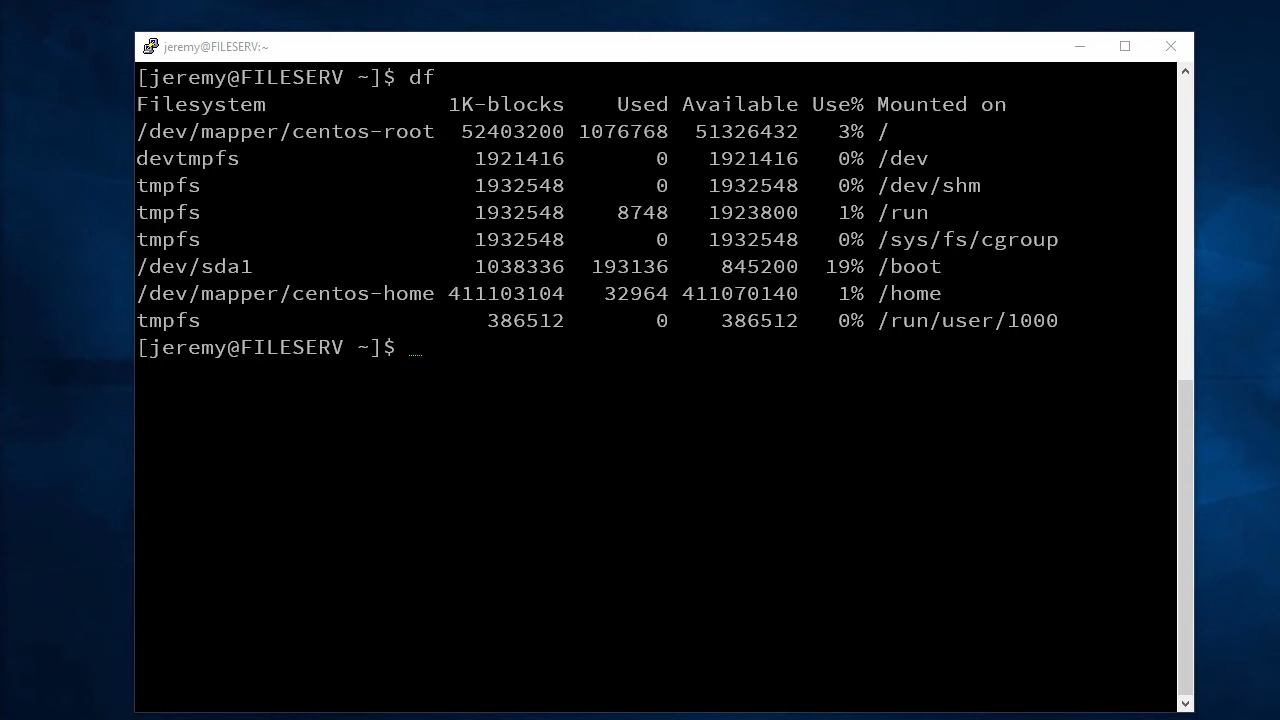 jeremy@FILESERV:~
[jeremy@FILESERV ~]$ df
Filesystem 1K-blocks Used Available Use% Mounted on
/dev/mapper/centos-root 52403200 1076768 51326432 3% /
devtmpfs 1921416 0 1921416 0% /dev
tmpfs 1932548 0 1932548 0% /dev/shm
tmpfs 1932548 8748 1923800 1% /run
tmpfs 1932548 0 1932548 0% /sys/fs/cgroup
/dev/sda1 1038336 193136 845200 19% /boot
/dev/mapper/centos-home 411103104 32964 411070140 1% /home
tmpfs 386512 0 386512 0% /run/user/1000
[jeremy@FILESERV ~]$ _